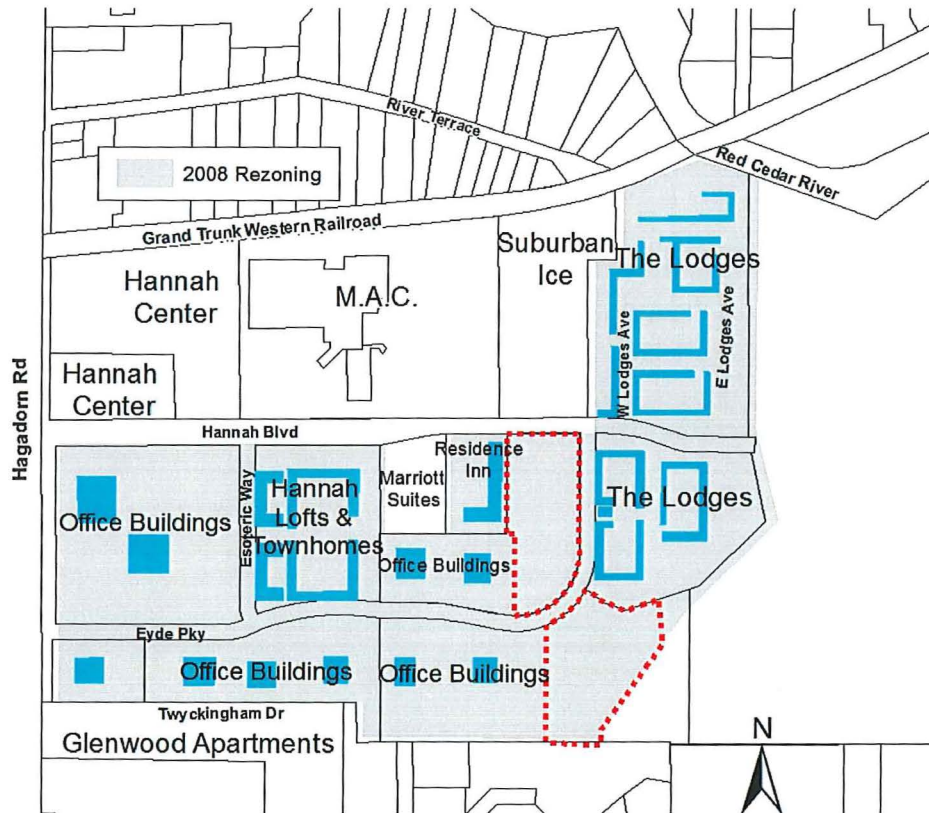 River Terrace
2008 Rezoning
Red Cedar River
Grand Trunk Western Railroad
Suburban
Ice
The Lodges
Hannah
Center
M.A.C.
W Lodges Ave
E Lodges Ave
Hagadorn Rd
Hannah
Center
Hannah Blvd
Residence
Inn
Marriott
Suites
Esoteric Way
Hannah
Lofts &
Townhomes
Office Buildings
The Lodges
Office Buildings
Eyde Pky
Office Buildings
Office Buildings
Twyckingham Dr
Glenwood Apartments
N